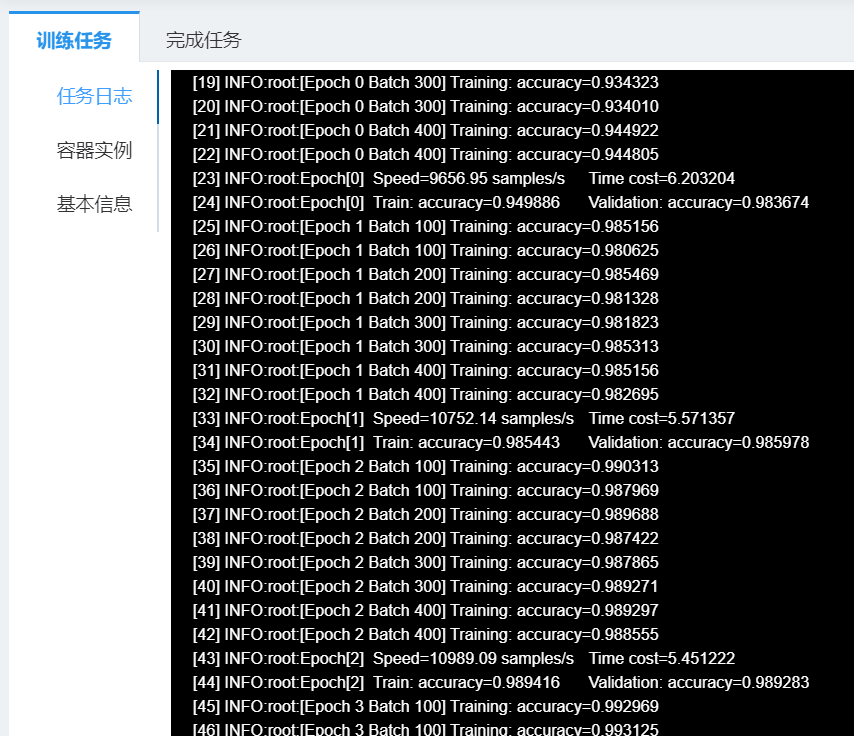 训练任务
完成任务
任务日志
容器实例
基本信息
[19] INFO:root:[Epoch 0 Batch 300] Training: accuracy=0.934323
[20] INFO:root:[Epoch 0 Batch 300] Training: accuracy=0.934010
[21] INFO:root:[Epoch 0 Batch 400] Training: accuracy=0.944922
[22] INFO:root:[Epoch 0 Batch 400] Training: accuracy=0.944805
[23] INFO:root:Epoch[0] Speed=9656.95 samples/s Time cost=6.203204
[24] INFO:root:Epoch[0] Train: accuracy=0.949886 Validation: accuracy=0.983674
[25] INFO:root:[Epoch 1 Batch 100] Training: accuracy=0.985156
[26] INFO:root:[Epoch 1 Batch 100] Training: accuracy=0.980625
[27] INFO:root:[Epoch 1 Batch 200] Training: accuracy=0.985469
[28] INFO:root:[Epoch 1 Batch 200] Training: accuracy=0.981328
[29] INFO:root:[Epoch 1 Batch 300] Training: accuracy=0.981823
[30] INFO:root:[Epoch 1 Batch 300] Training: accuracy=0.985313
[31] INFO:root:[Epoch 1 Batch 400] Training: accuracy=0.985156
[32] INFO:root:[Epoch 1 Batch 400] Training: accuracy=0.982695
[33] INFO:root:Epoch[1] Speed=10752.14 samples/s Time cost=5.571357
[34] INFO:root:Epoch[1] Train: accuracy=0.985443 Validation: accuracy=0.985978
[35] INFO:root:[Epoch 2 Batch 100] Training: accuracy=0.990313
[36] INFO:root:[Epoch 2 Batch 100] Training: accuracy=0.987969
[37] INFO:root:[Epoch 2 Batch 200] Training: accuracy=0.989688
[38] INFO:root:[Epoch 2 Batch 200] Training: accuracy=0.987422
[39] INFO:root:[Epoch 2 Batch 300] Training: accuracy=0.987865
[40] INFO:root:[Epoch 2 Batch 300] Training: accuracy=0.989271
[41] INFO:root:[Epoch 2 Batch 400] Training: accuracy=0.989297
[42] INFO:root:[Epoch 2 Batch 400] Training: accuracy=0.988555
[43] INFO:root:Epoch[2] Speed=10989.09 samples/s Time cost=5.451222
[44] INFO:root:Epoch[2] Train: accuracy=0.989416 Validation: accuracy=0.989283
[45] INFO:root:[Epoch 3 Batch 100] Training: accuracy=0.992969
[46] INFO:root:[Epoch 3 Batch 100] Training: accuracy=0.993125